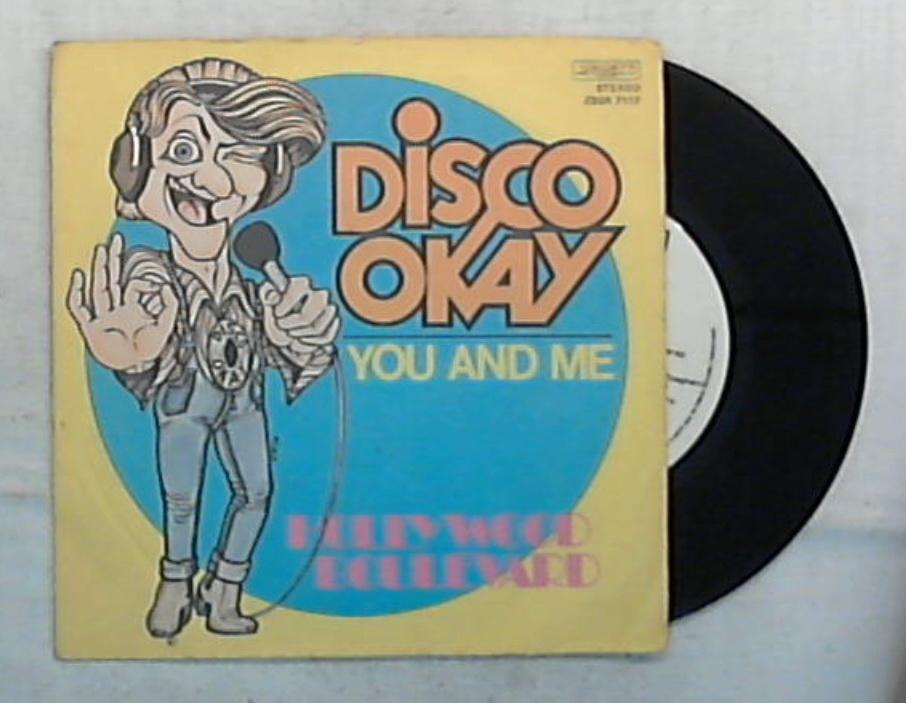 STEREO
DISCO
OKAY
YOU AND ME
HOLLYWOOD
BOULEVARD